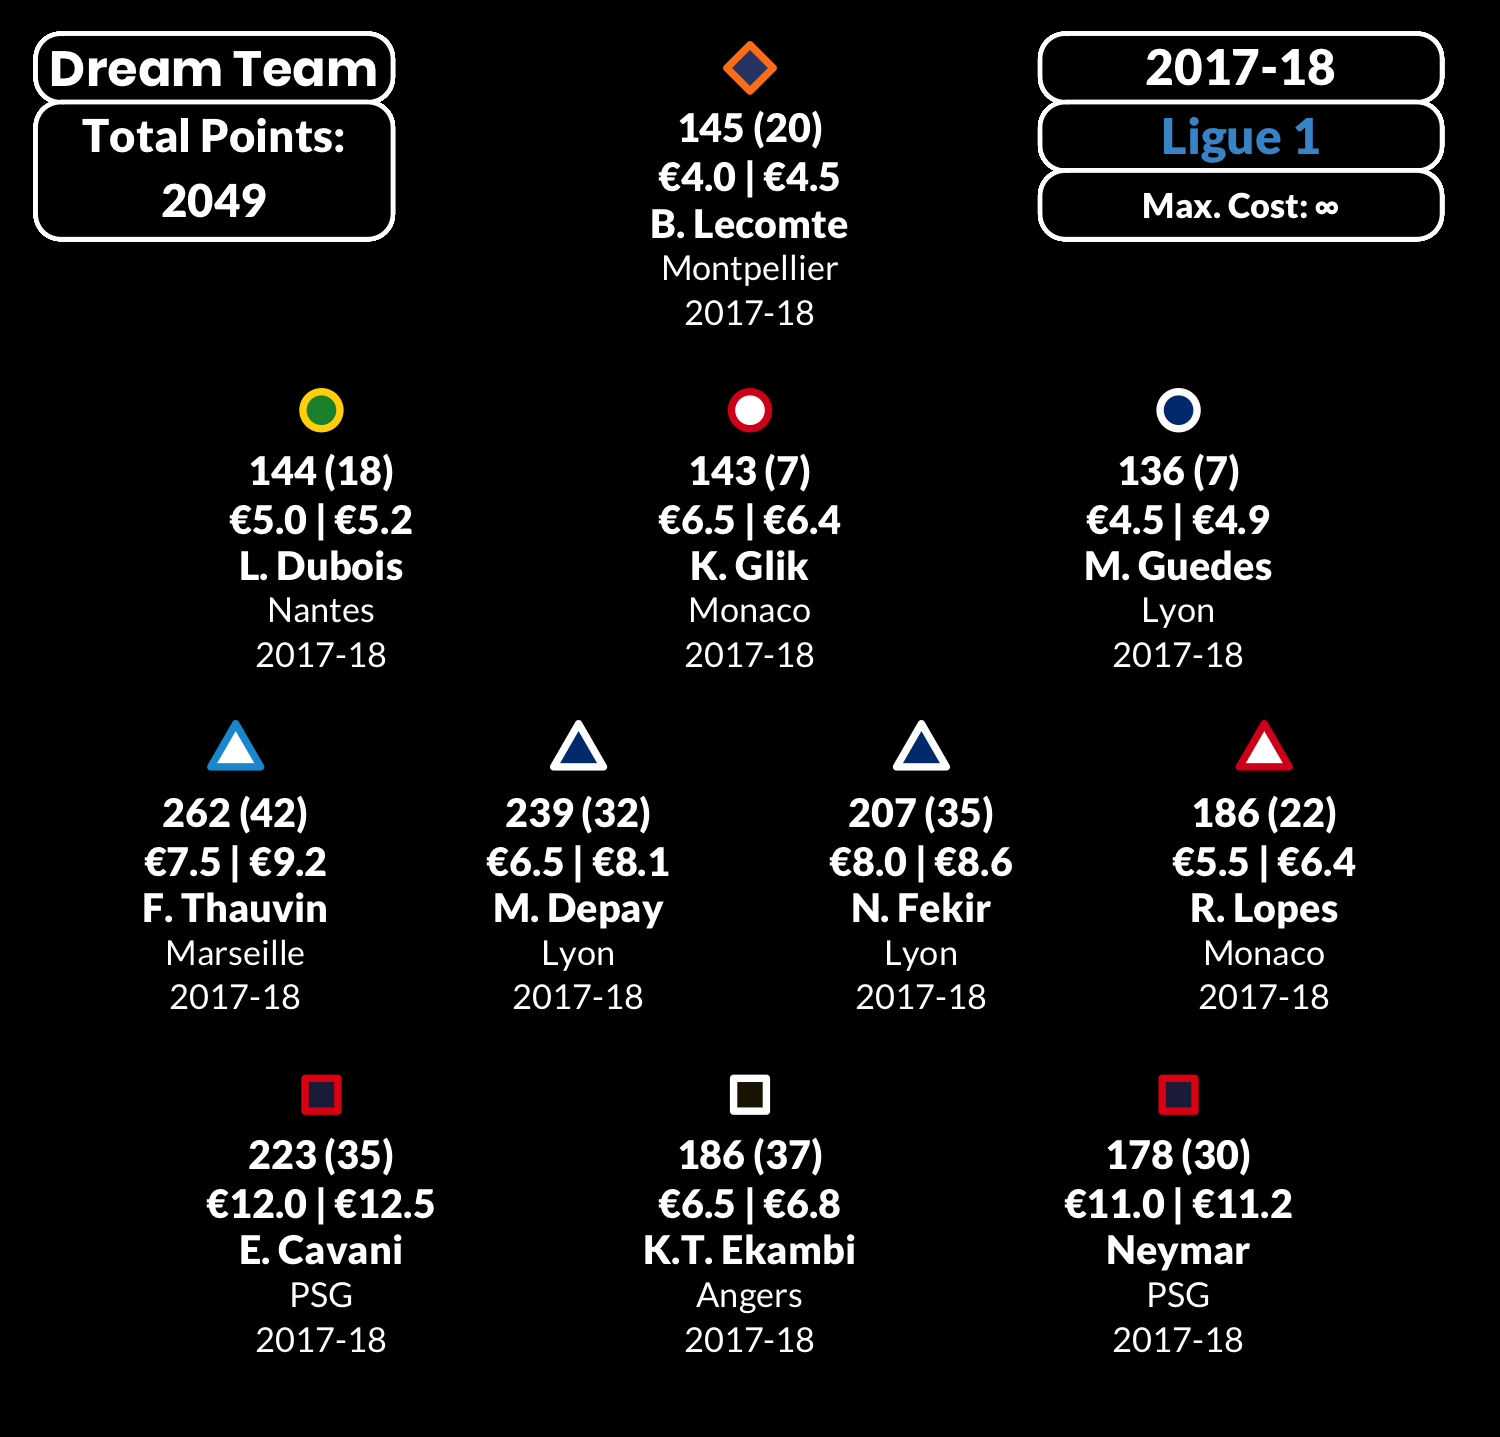 Dream Team
Total Points:
2049
2017-18
Ligue 1
Max. Cost: ∞
145 (20)
€4.0 | €4.5
B. Lecomte
Montpellier
2017-18
144 (18)
€5.0 | €5.2
L. Dubois
Nantes
2017-18
143 (7)
€6.5 | €6.4
K. Glik
Monaco
2017-18
136 (7)
€4.5 | €4.9
M. Guedes
Lyon
2017-18
262 (42)
€7.5 | €9.2
F. Thauvin
Marseille
2017-18
239 (32)
€6.5 | €8.1
M. Depay
Lyon
2017-18
207 (35)
€8.0 | €8.6
N. Fekir
Lyon
2017-18
186 (22)
€5.5 | €6.4
R. Lopes
Monaco
2017-18
223 (35)
€12.0 | €12.5
E. Cavani
PSG
2017-18
186 (37)
€6.5 | €6.8
K.T. Ekambi
Angers
2017-18
178 (30)
€11.0 | €11.2
Neymar
PSG
2017-18